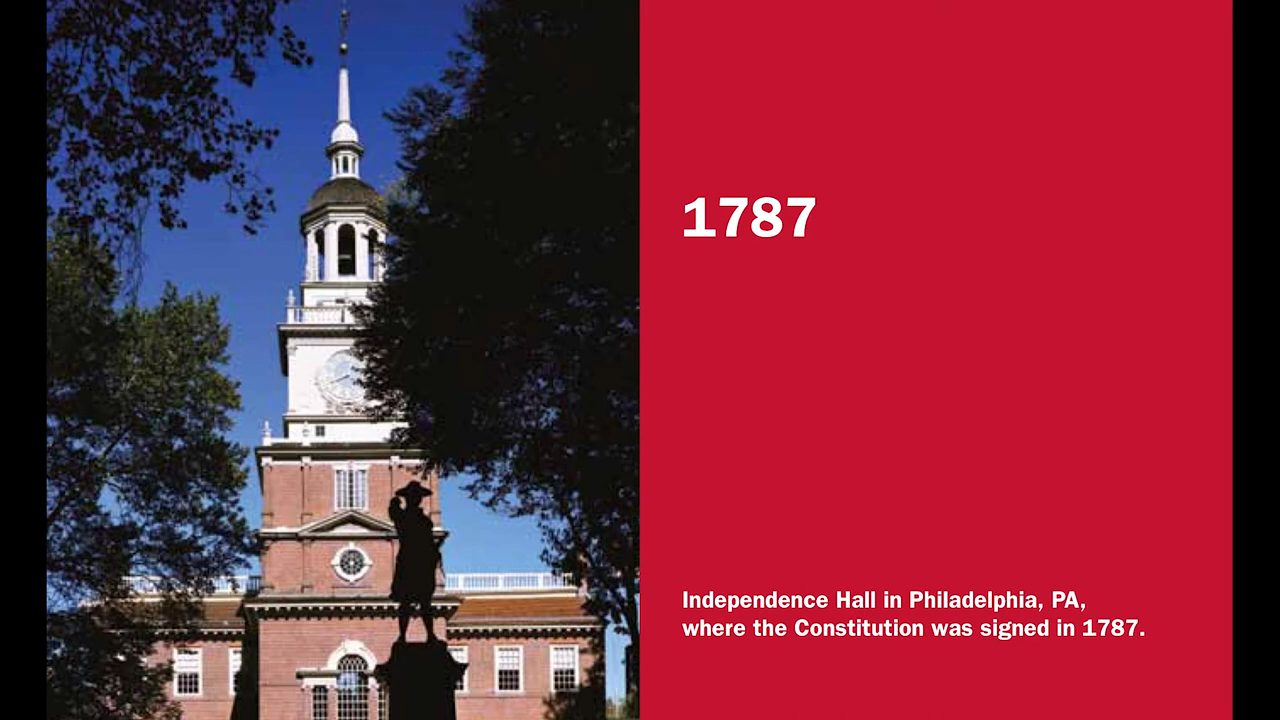 1787
Independence Hall in Philadelphia, PA,
where the Constitution was signed in 1787.